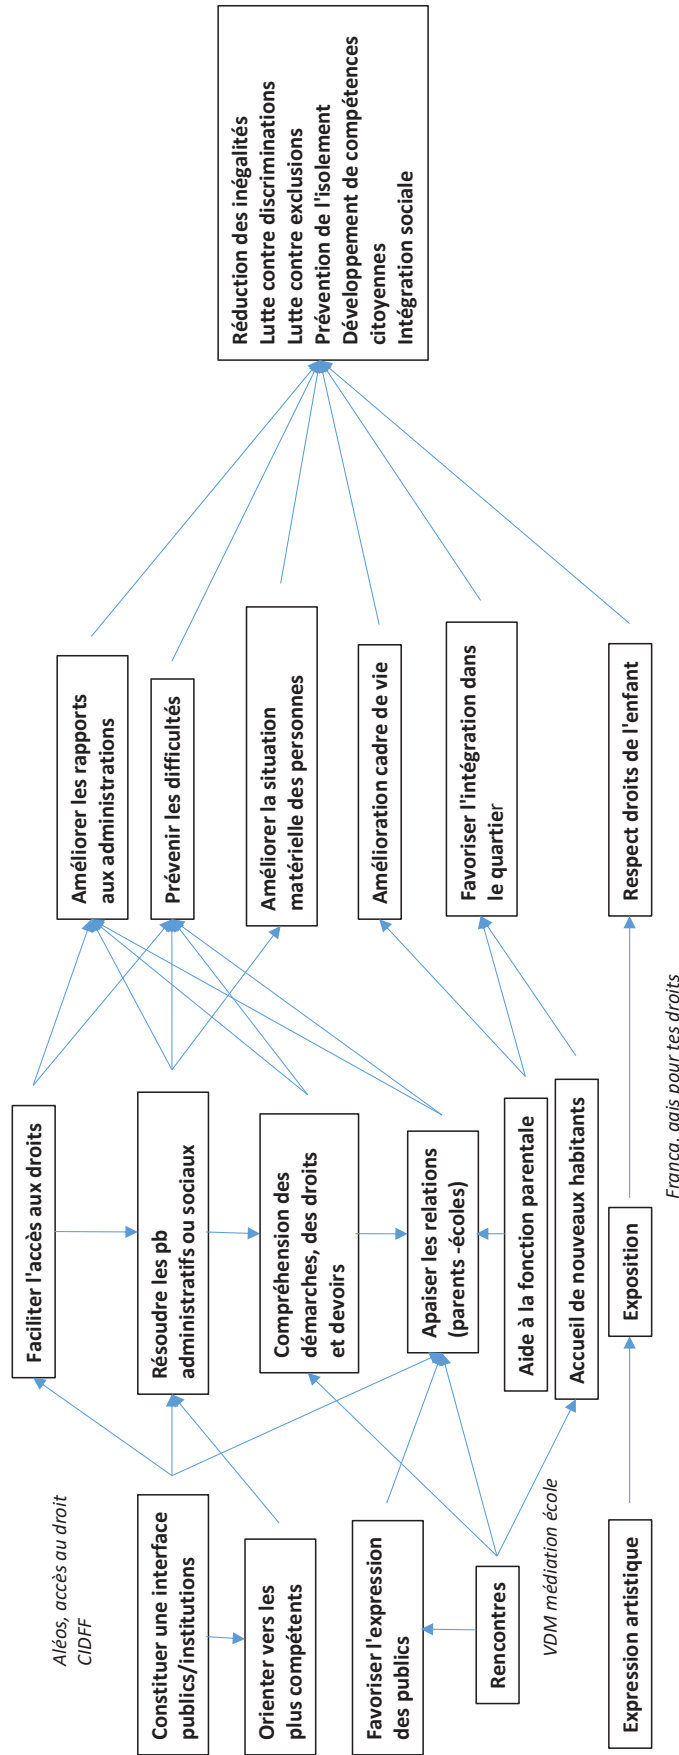 Aléos, accès au droit
CIDFF
Constituer une interface
publics/institutions
Orienter vers les
plus compétents
Favoriser l'expression
des publics
Rencontres
VDM médiation école
Expression artistique
Faciliter l'accès aux droits
Résoudre les pb
administratifs ou sociaux
Compréhension des
démarches, des droits
et devoirs
Apaiser les relations
(parents -écoles)
Aide à la fonction parentale
Accueil de nouveaux habitants
Exposition
Franca, agis pour tes droits
Améliorer les rapports
aux administrations
Prévenir les difficultés
Améliorer la situation
matérielle des personnes
Amélioration cadre de vie
Favoriser l'intégration dans
le quartier
Respect droits de l'enfant
Réduction des inégalités
Lutte contre discriminations
Lutte contre exclusions
Prévention de l'isolement
Développement de compétences
citoyennes
Intégration sociale